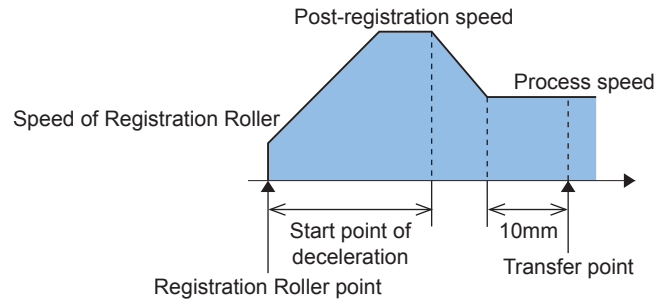 Post-registration speed
Process speed
Speed of Registration Roller
Start point of
deceleration
10mm
Transfer point
Registration Roller point